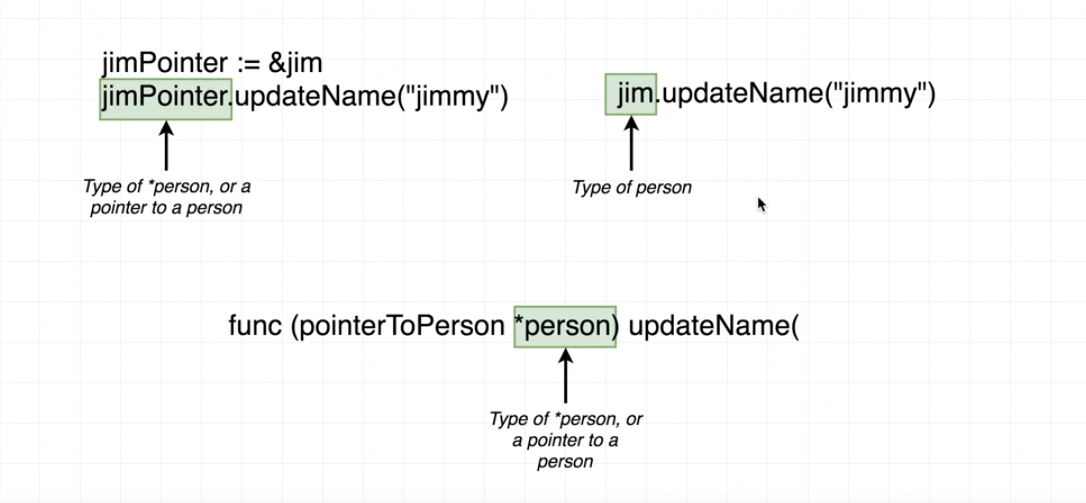 jimPointer := &jim
jimPointer.updateName("jimmy")
Type of *person, or a
pointer to a person
jim.updateName("jimmy")
Type of person
func (pointerToPerson *person) updateName(
Type of *person, or
a pointer to a
person